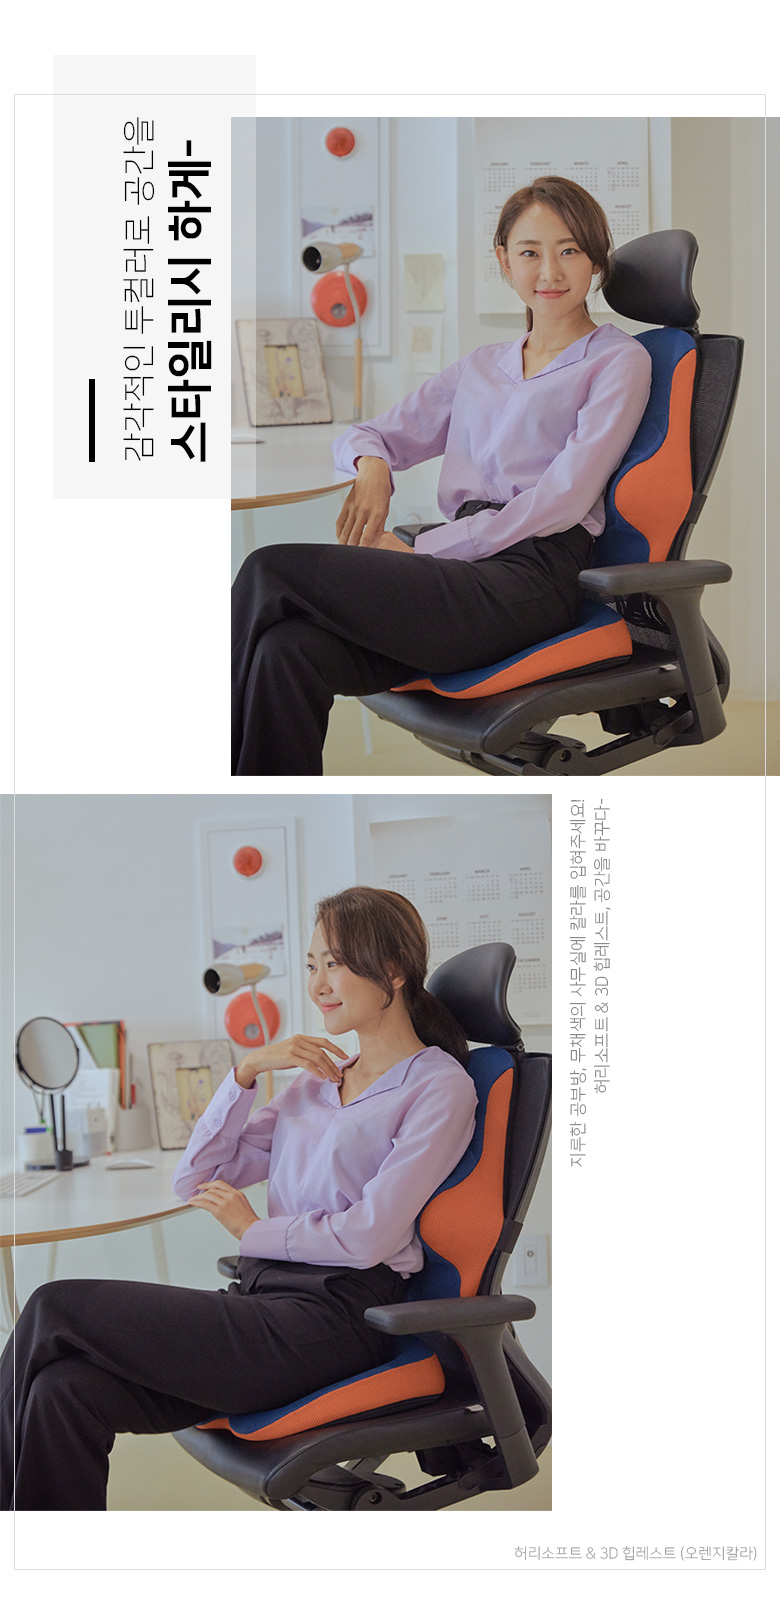 감각적인 투컬러로 공간을
스타일리시 하게-
지루한 공부방, 무채색의 사무실에 칼라를 입혀주세요!
허리소프트 & 3D 힙레스트, 공간을 바꾸다-
허리소프트 & 3D 힙레스트 (오렌지칼라)